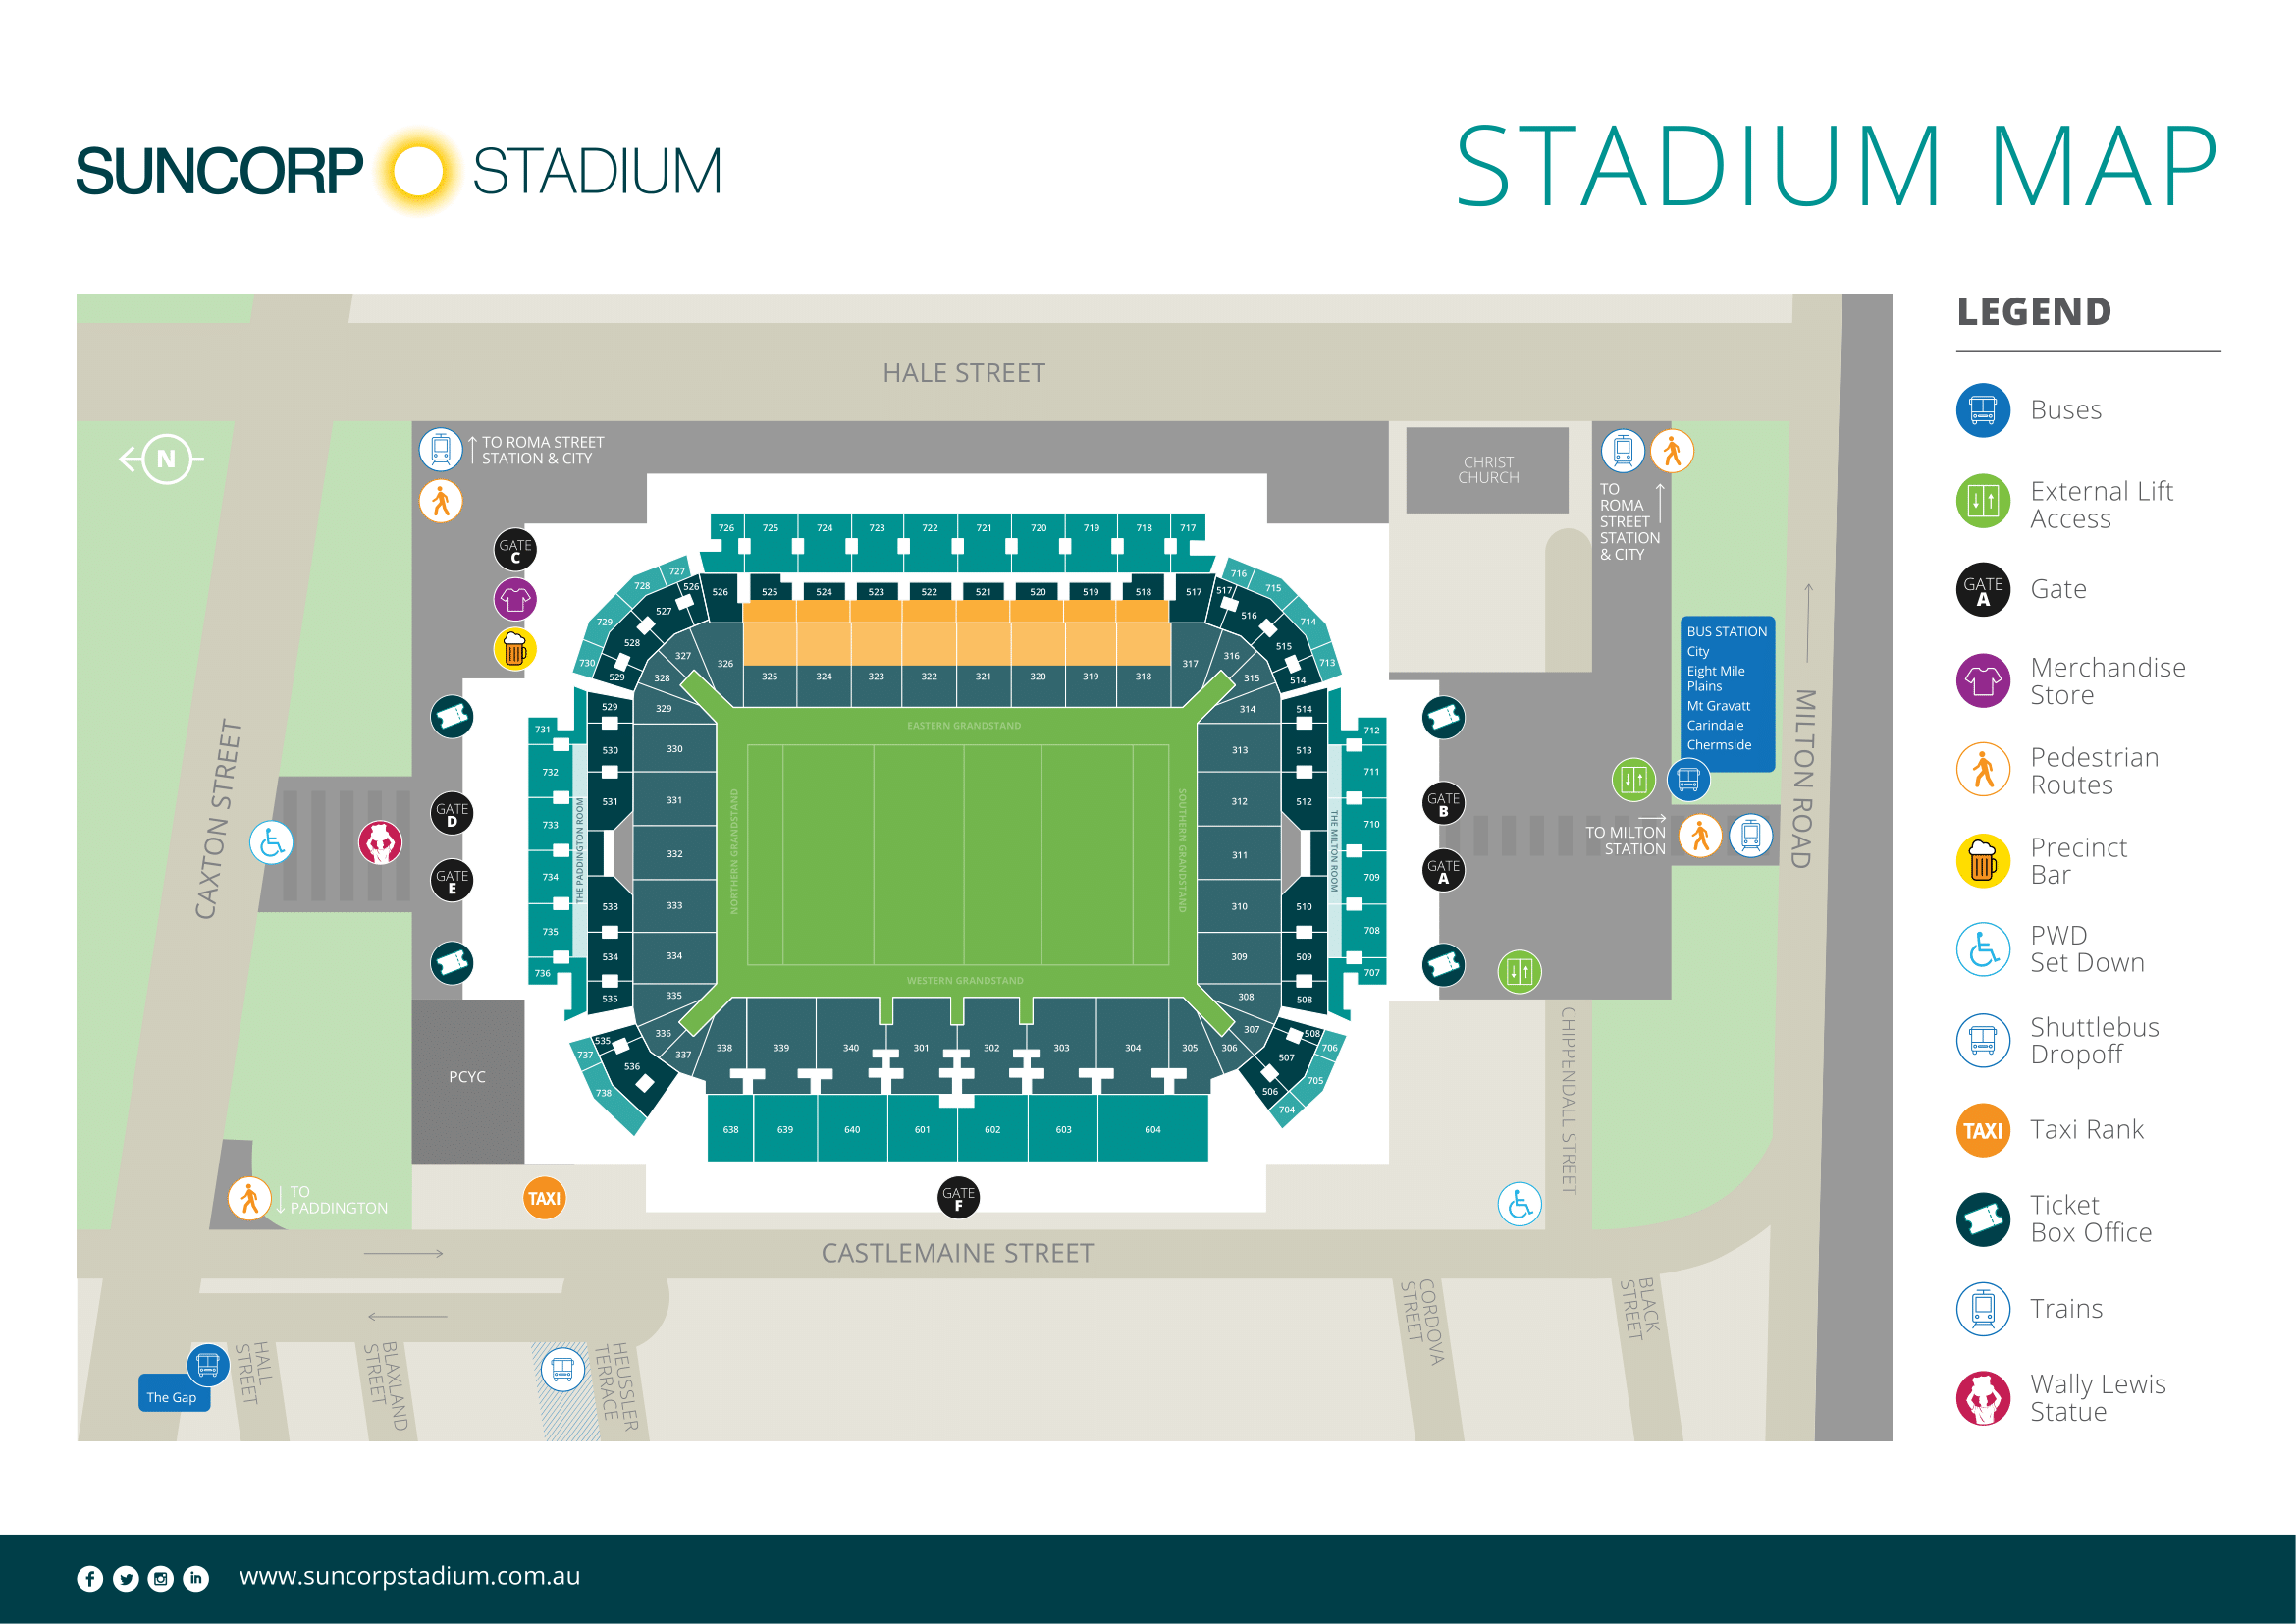 SUNCORP STADIUM
STADIUM MAP
HALE STREET
N
TO ROMA STREET
STATION & CITY
CHRIST
CHURCH
TO
ROMA
STREET
STATION
& CITY
GATE
C
726 725 724 723 722 721 720 719 718 717
727 728 729 730
716 715 714 713
526 526 525 524 523 522 521 520 519 518 517 517
527 528 529
516 515 514
326 327 328 329
325 324 323 322 321 320 319 318
317 316 315 314
EASTERN GRANDSTAND
NORTHERN GRANDSTAND
SOUTHERN GRANDSTAND
WESTERN GRANDSTAND
731 732 733 734 735 736
THE PADDINGTON ROOM
529 530 531 533 534 535
330 331 332 333 334 335
313 312 311 310 309 308
514 513 512 510 509 508
THE MILTON ROOM
712 711 710 709 708 707
336 337 338 339 340 301 302 303 304 305 306 307
535 536
737 738
508 507 506
706 705 704
638 639 640 601 602 603 604
GATE
D
GATE
E
GATE
B
GATE
A
GATE
F
BUS STATION
City
Eight Mile
Plains
Mt Gravatt
Carindale
Chermside
TO MILTON
STATION
MILTON ROAD
CAXTON STREET
CHIPPENDALL STREET
PCYC
TO
PADDINGTON
TAXI
CASTLEMAINE STREET
The Gap
HALL
STREET
BLAXLAND
STREET
HEUSSLER
TERRACE
CORDOVA
STREET
BLACK
STREET
LEGEND
Buses
External Lift
Access
GATE
A
Gate
Merchandise
Store
Pedestrian
Routes
Precinct
Bar
PWD
Set Down
Shuttlebus
Dropoff
TAXI
Taxi Rank
Ticket
Box Office
Trains
Wally Lewis
Statue
www.suncorpstadium.com.au